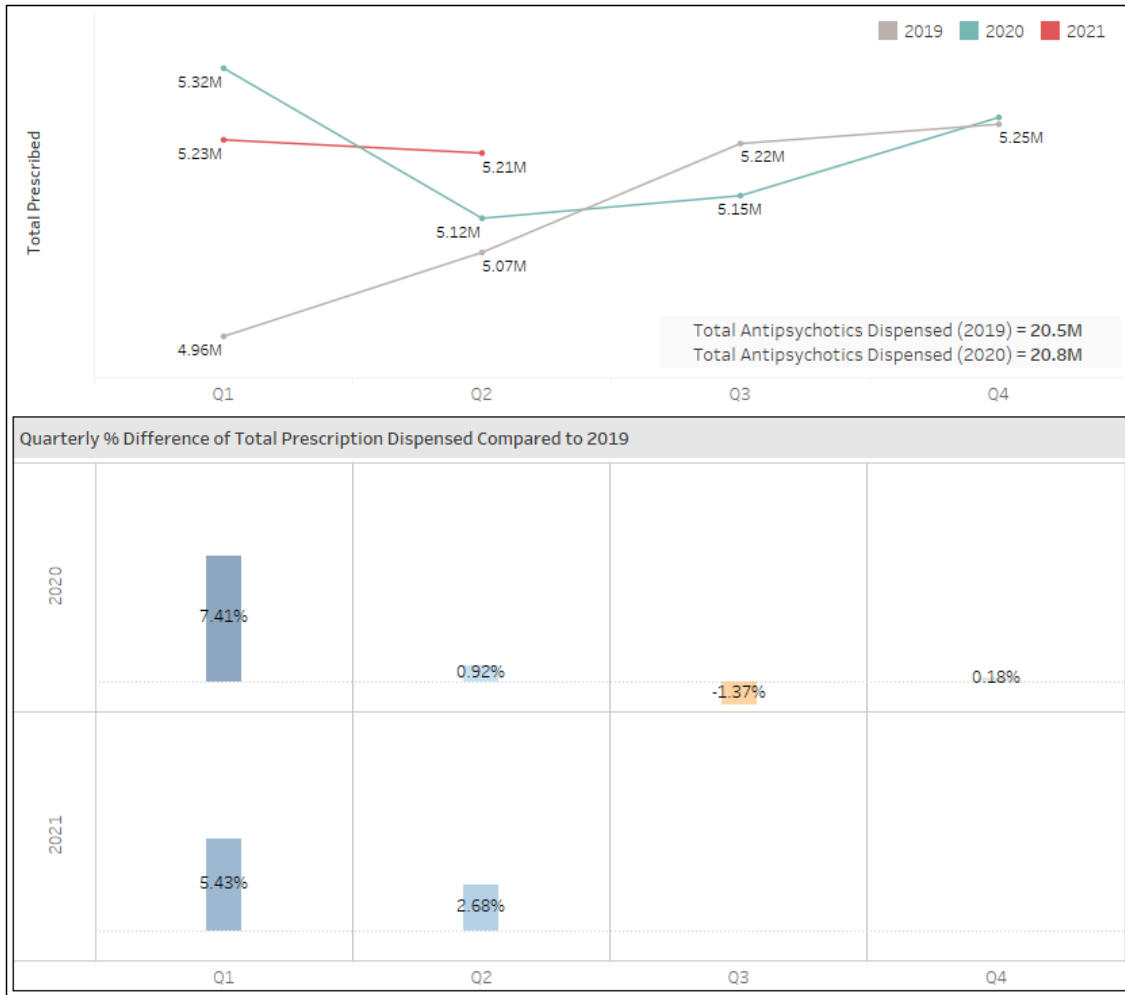 2019 2020 2021
Total Prescribed
5.32M
5.23M
4.96M
5.21M
5.12M
5.07M
5.22M
5.15M
5.25M
Total Antipsychotics Dispensed (2019) = 20.5M
Total Antipsychotics Dispensed (2020) = 20.8M
Q1 Q2 Q3 Q4
Quarterly % Difference of Total Prescription Dispensed Compared to 2019
2020
7.41%
0.92%
-1.37%
0.18%
2021
5.43%
2.68%
Q1 Q2 Q3 Q4